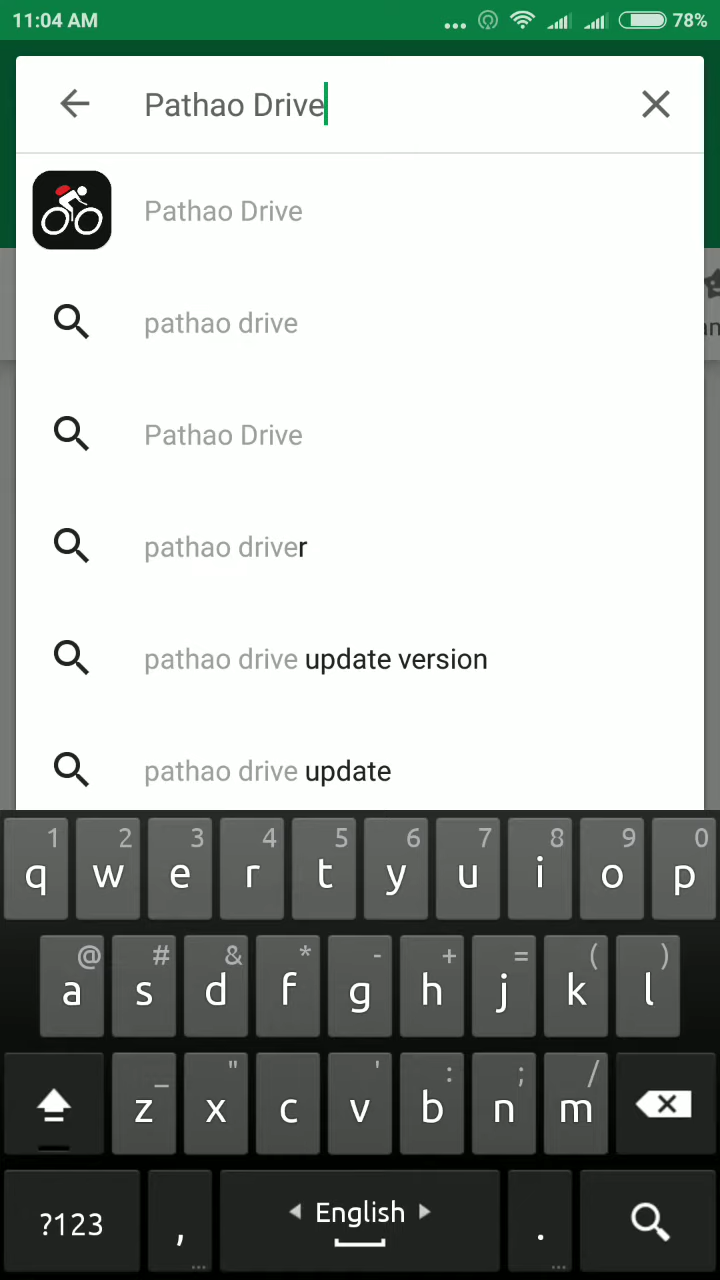 11:04 AM ... 78%
Pathao Drive
Pathao Drive
pathao drive
Pathao Drive
pathao driver
pathao drive update version
pathao drive update
1 2 3 4 5 6 7 8 9 0
q w e r t y u i o p
@ # & * - + = ( )
a s d f g h j k l
_ " ' : ; /
z x c v b n m
?123 , English .